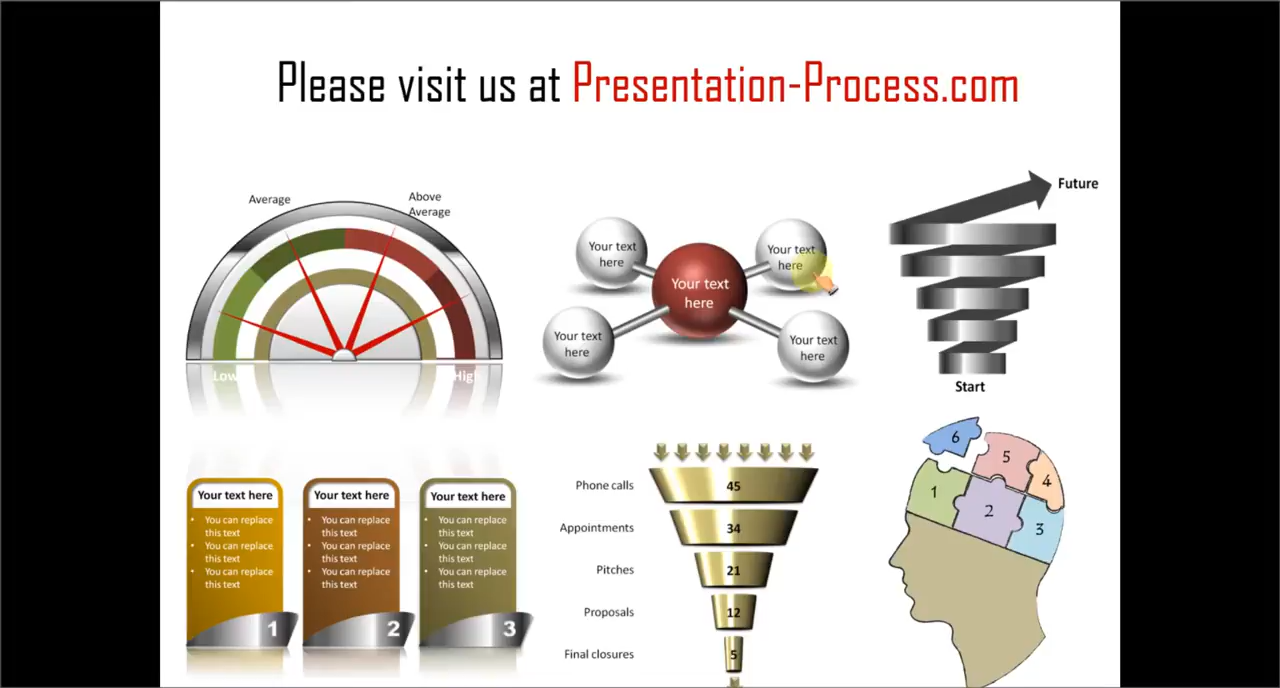 Please visit us at Presentation-Process.com
Average
Above
Average
Low
High
Your text
here
Your text
here
Your text
here
Your text
here
Your text
here
Future
Start
Your text here
• You can replace
this text
• You can replace
this text
• You can replace
this text
1
Your text here
• You can replace
this text
• You can replace
this text
• You can replace
this text
2
Your text here
• You can replace
this text
• You can replace
this text
• You can replace
this text
3
Phone calls 45
Appointments 34
Pitches 21
Proposals 12
Final closures 5
6
5
4
1
2
3